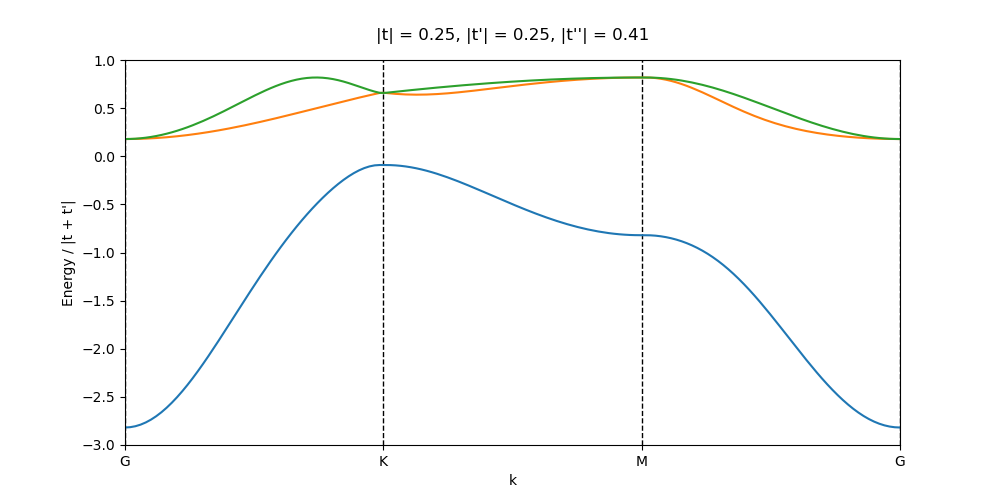 |t| = 0.25, |t'| = 0.25, |t''| = 0.41
1.0
0.5
0.0
−0.5
−1.0
−1.5
−2.0
−2.5
−3.0
Energy / |t + t'|
G K M G
k